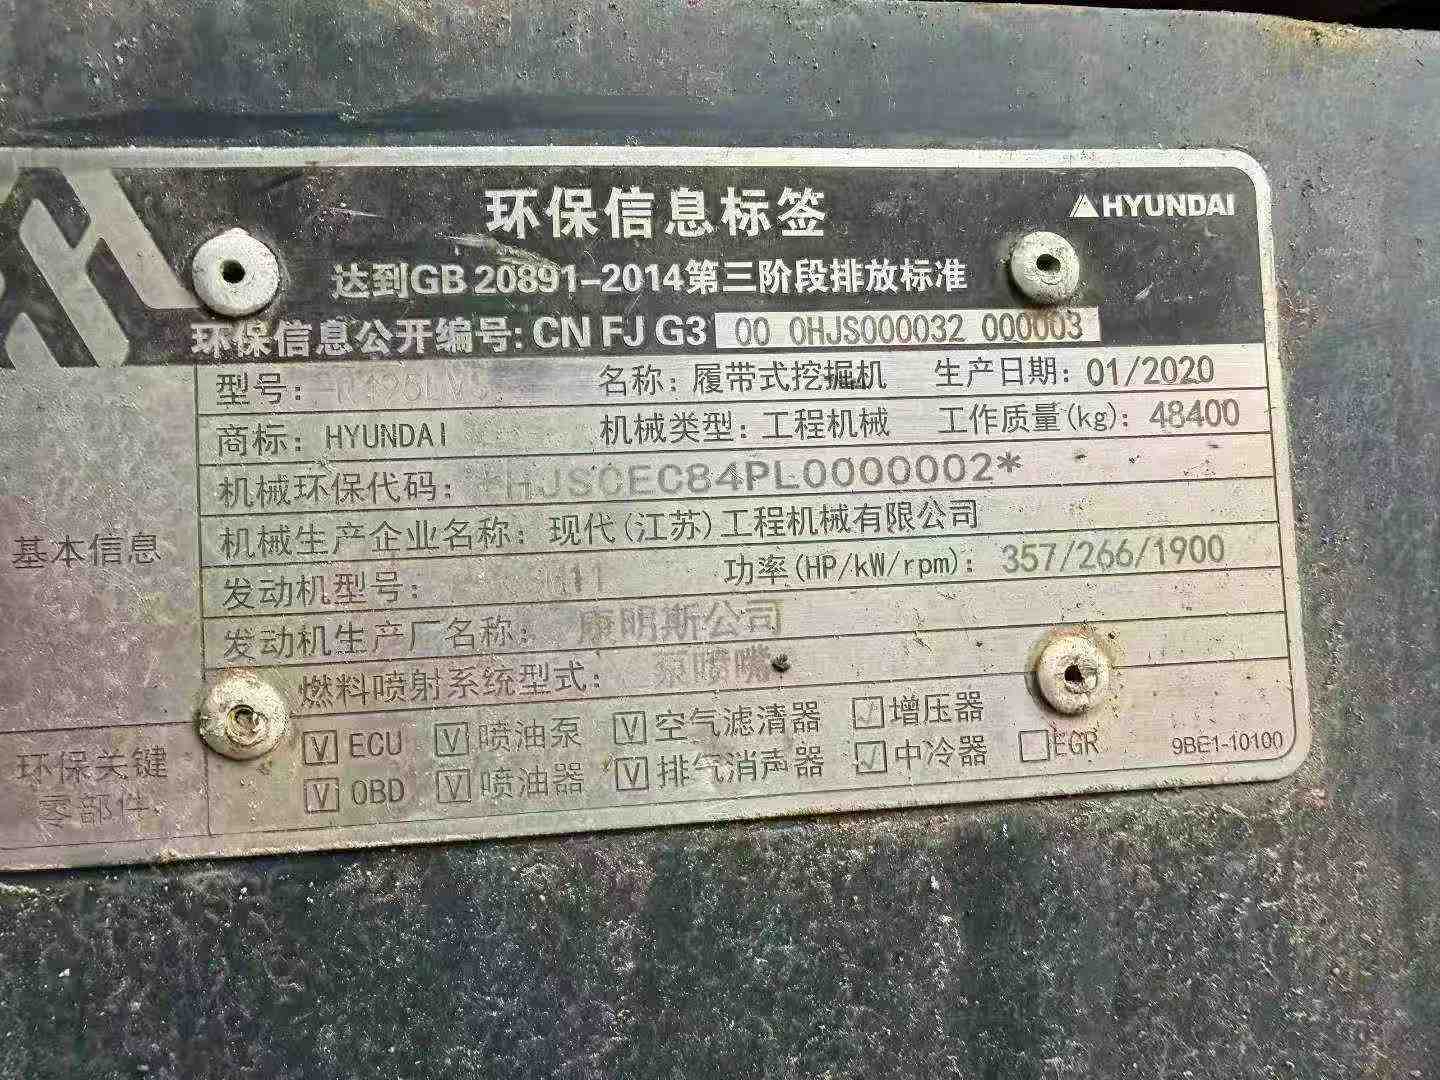 环保信息标签
HYUNDAI
达到GB 20891-2014第三阶段排放标准
环保信息公开编号: CN FJ G3 00 0HJS000032 000003
型号: 名称: 履带式挖掘机 生产日期: 01/2020
商标: HYUNDAI 机械类型: 工程机械 工作质量(kg): 48400
机械环保代码: HJSCEC84PL0000002*
基本信息
机械生产企业名称: 现代(江苏)工程机械有限公司
发动机型号: 功率(HP/kW/rpm): 357/266/1900
发动机生产厂名称: 康明斯公司
燃料喷射系统型式: 泵喷嘴
环保关键零部件
V ECU V 喷油泵 V 空气滤清器 √ 增压器
V OBD V 喷油器 V 排气消声器 √ 中冷器 EGR
9BE1-10100